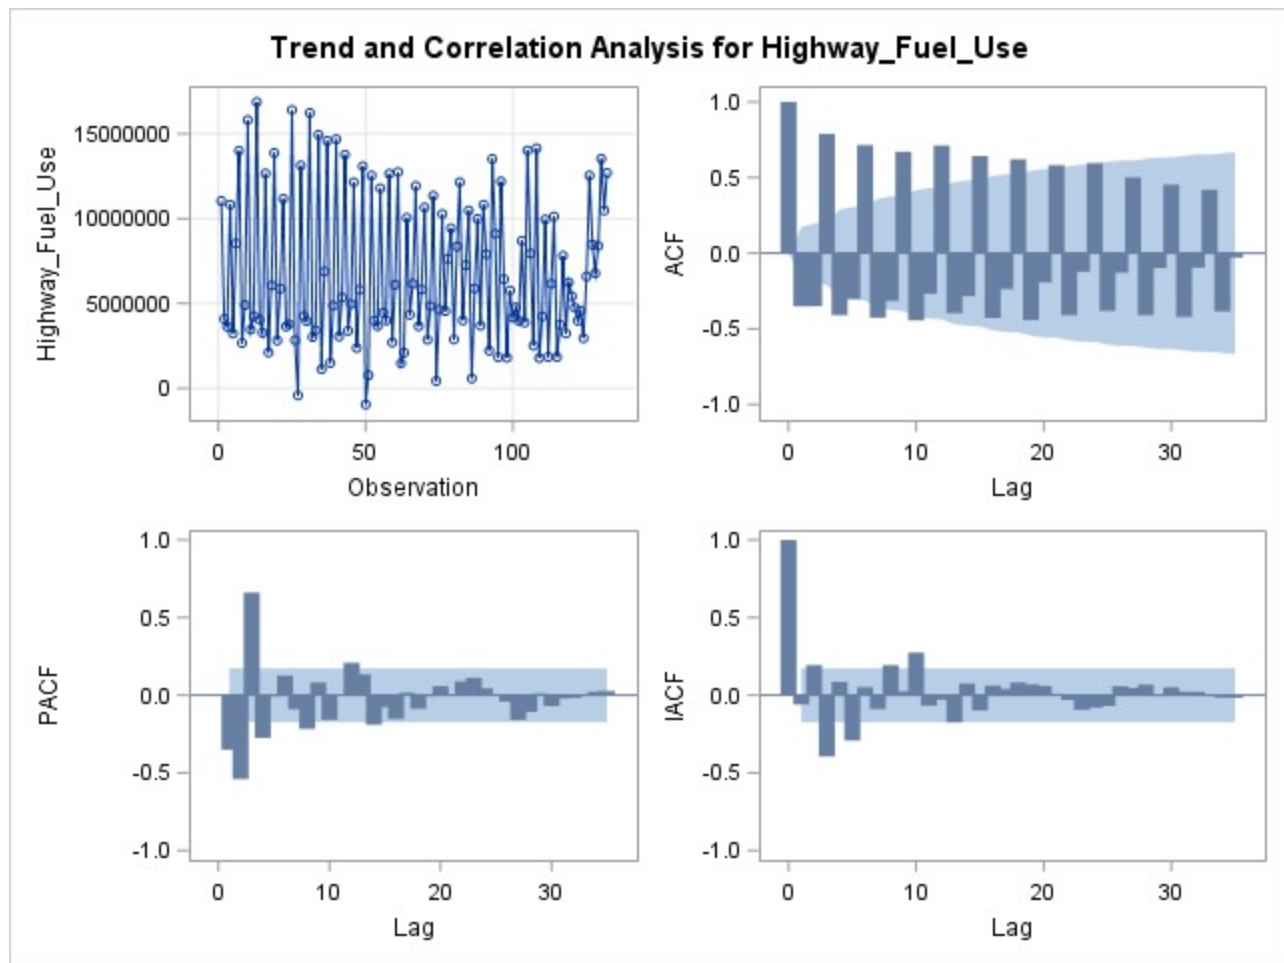 Trend and Correlation Analysis for Highway_Fuel_Use
Highway_Fuel_Use
15000000
10000000
5000000
0
0 50 100
Observation
ACF
1.0
0.5
0.0
-0.5
-1.0
0 10 20 30
Lag
PACF
1.0
0.5
0.0
-0.5
-1.0
0 10 20 30
Lag
IACF
1.0
0.5
0.0
-0.5
-1.0
0 10 20 30
Lag